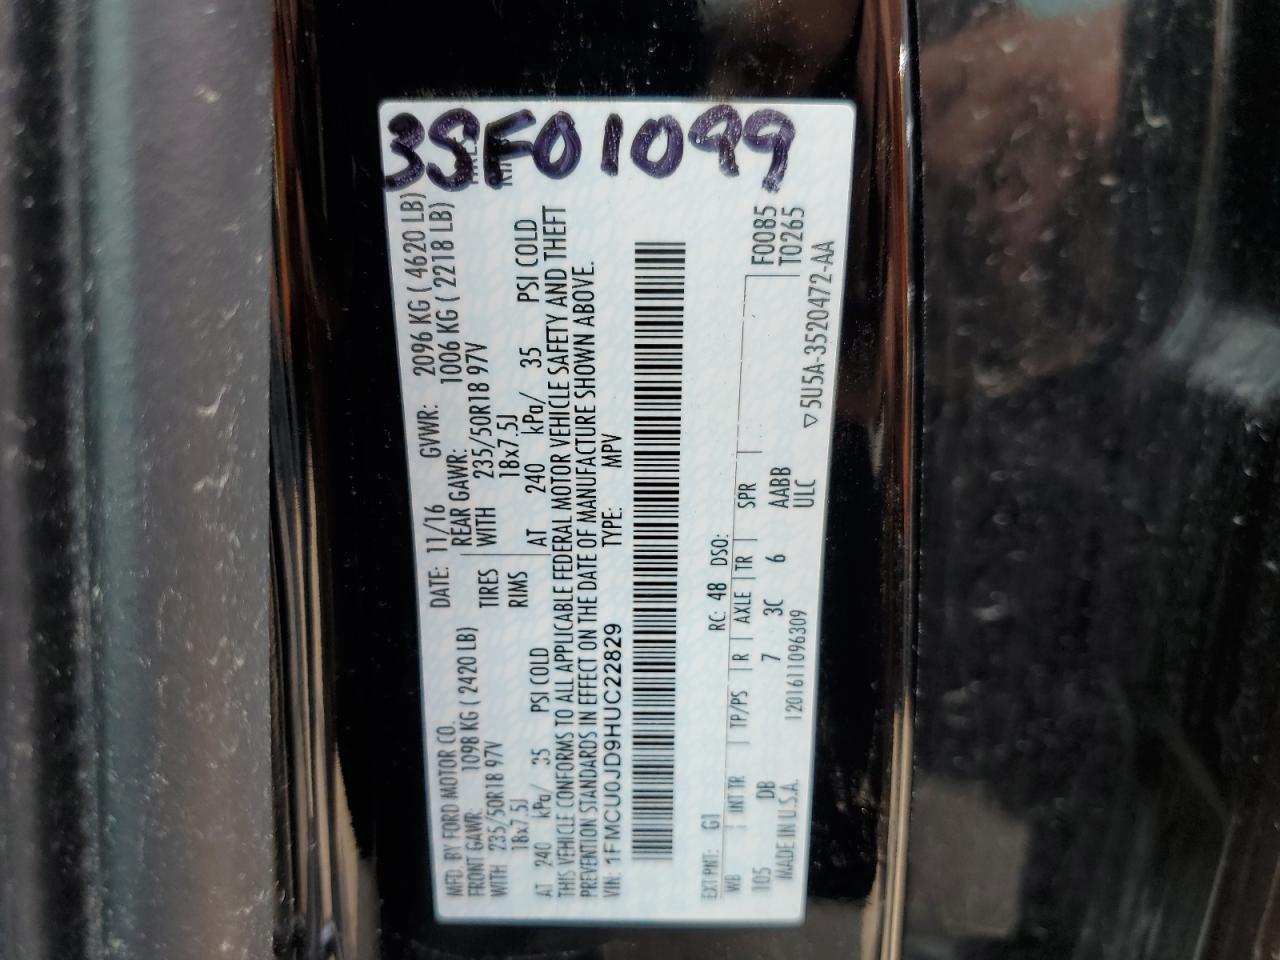 3SF01099
MFD. BY FORD MOTOR CO.
DATE: 11/16 GVWR: 2096 KG ( 4620 LB)
FRONT GAWR: 1098 KG ( 2420 LB) REAR GAWR: 1006 KG ( 2218 LB)
WITH 235/50R18 97V TIRES WITH 235/50R18 97V
18x7.5J RIMS 18x7.5J
AT 240 kPa/ 35 PSI COLD AT 240 kPa/ 35 PSI COLD
THIS VEHICLE CONFORMS TO ALL APPLICABLE FEDERAL MOTOR VEHICLE SAFETY AND THEFT
PREVENTION STANDARDS IN EFFECT ON THE DATE OF MANUFACTURE SHOWN ABOVE.
VIN: 1FMCU0JD9HUC22829 TYPE: MPV
EXT PNT: G1 RC: 48 DSO: F0085
WB INT TR TP/PS R AXLE TR SPR T0265
105 DB 7 3C 6 AABB
ULC
MADE IN U.S.A. 1201611096309 ▽5U5A-3520472-AA